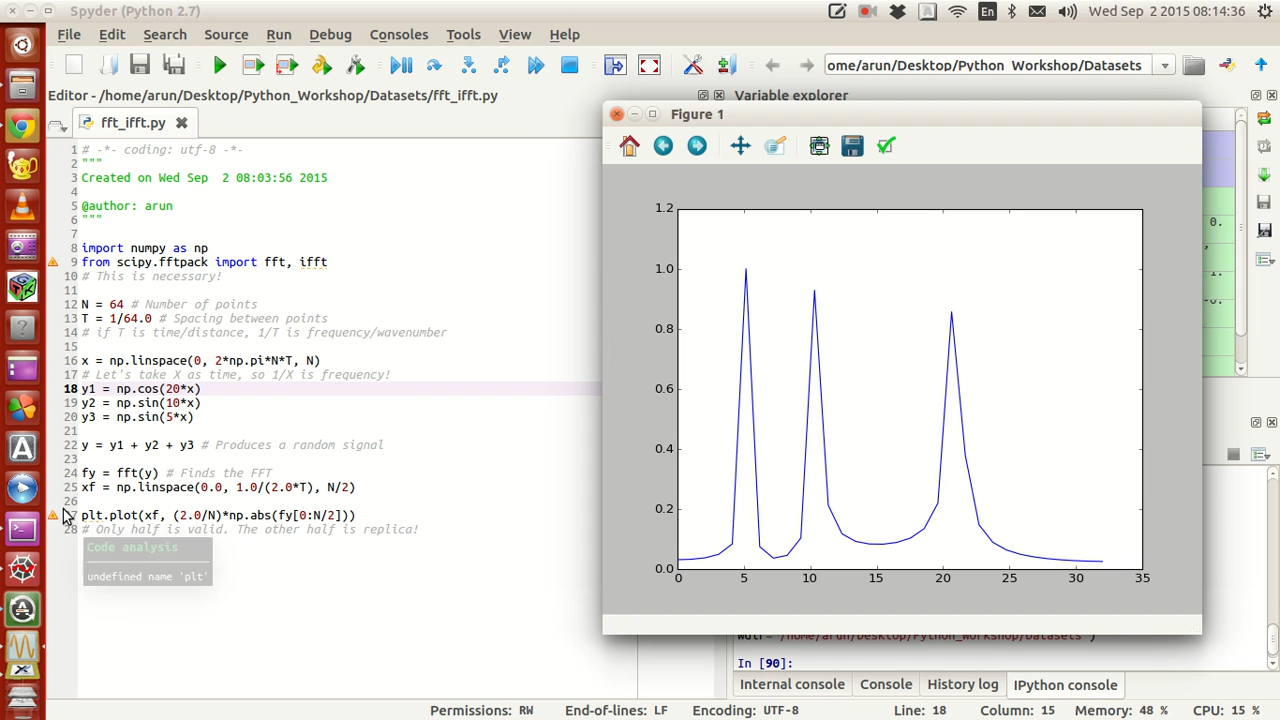 Spyder (Python 2.7)
En
Wed Sep 2 2015 08:14:36
File Edit Search Source Run Debug Consoles Tools View Help
ome/arun/Desktop/Python_Workshop/Datasets
Editor - /home/arun/Desktop/Python_Workshop/Datasets/fft_ifft.py
Variable explorer
fft_ifft.py
1 # -*- coding: utf-8 -*-
2 """
3 Created on Wed Sep  2 08:03:56 2015
4
5 @author: arun
6 """
7
8 import numpy as np
9 from scipy.fftpack import fft, ifft
10 # This is necessary!
11
12 N = 64 # Number of points
13 T = 1/64.0 # Spacing between points
14 # if T is time/distance, 1/T is frequency/wavenumber
15
16 x = np.linspace(0, 2*np.pi*N*T, N)
17 # Let's take X as time, so 1/X is frequency!
18 y1 = np.cos(20*x)
19 y2 = np.sin(10*x)
20 y3 = np.sin(5*x)
21
22 y = y1 + y2 + y3 # Produces a random signal
23
24 fy = fft(y) # Finds the FFT
25 xf = np.linspace(0.0, 1.0/(2.0*T), N/2)
26
plt.plot(xf, (2.0/N)*np.abs(fy[0:N/2]))
28 # Only half is valid. The other half is replica!
Code analysis
undefined name 'plt'
Figure 1
1.2
1.0
0.8
0.6
0.4
0.2
0.0
0 5 10 15 20 25 30 35
wdir='/home/arun/Desktop/Python_Workshop/Datasets')
In [90]:
Internal console Console History log IPython console
Permissions: RW End-of-lines: LF Encoding: UTF-8 Line: 18 Column: 15 Memory: 48 % CPU: 15 %